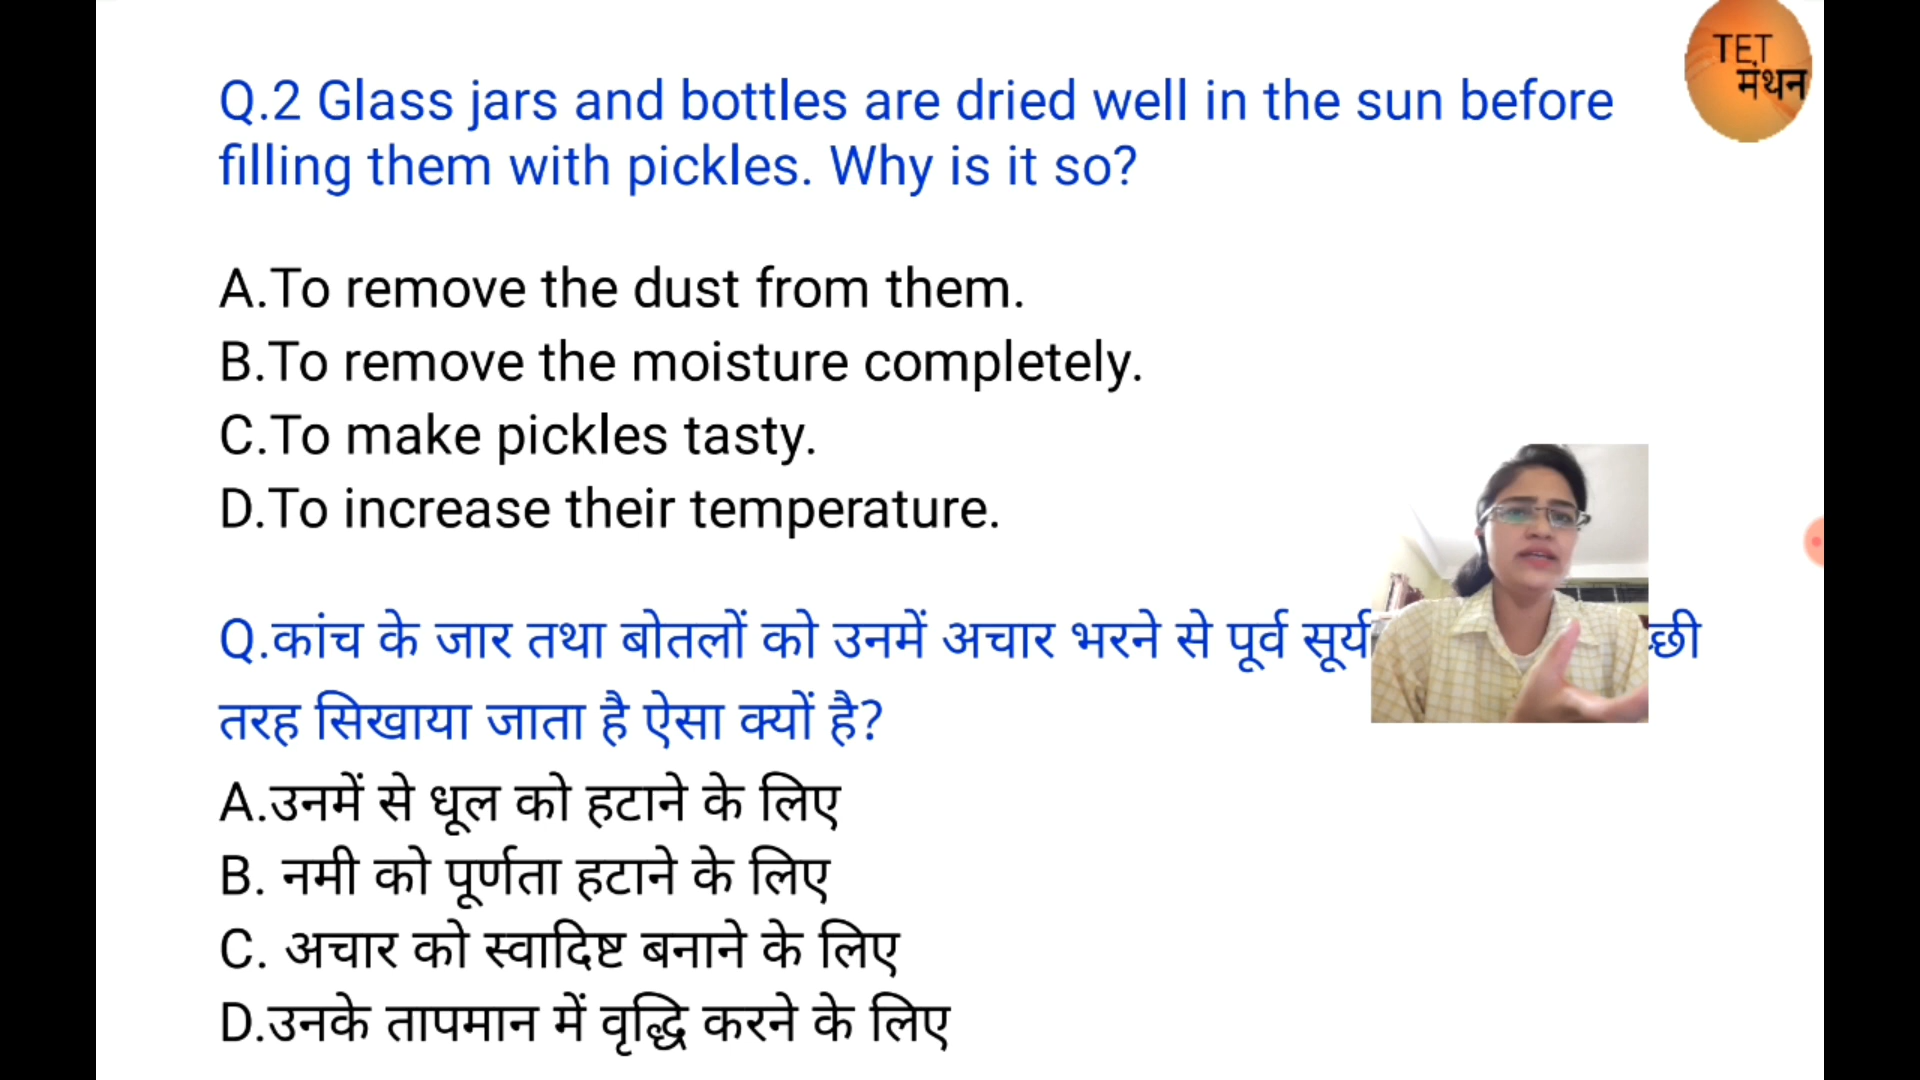 TET
मंथन
Q.2 Glass jars and bottles are dried well in the sun before
filling them with pickles. Why is it so?
A.To remove the dust from them.
B.To remove the moisture completely.
C.To make pickles tasty.
D.To increase their temperature.
Q.कांच के जार तथा बोतलों को उनमें अचार भरने से पूर्व सूर्य
तरह सिखाया जाता है ऐसा क्यों है?
A.उनमें से धूल को हटाने के लिए
B. नमी को पूर्णता हटाने के लिए
C. अचार को स्वादिष्ट बनाने के लिए
D.उनके तापमान में वृद्धि करने के लिए